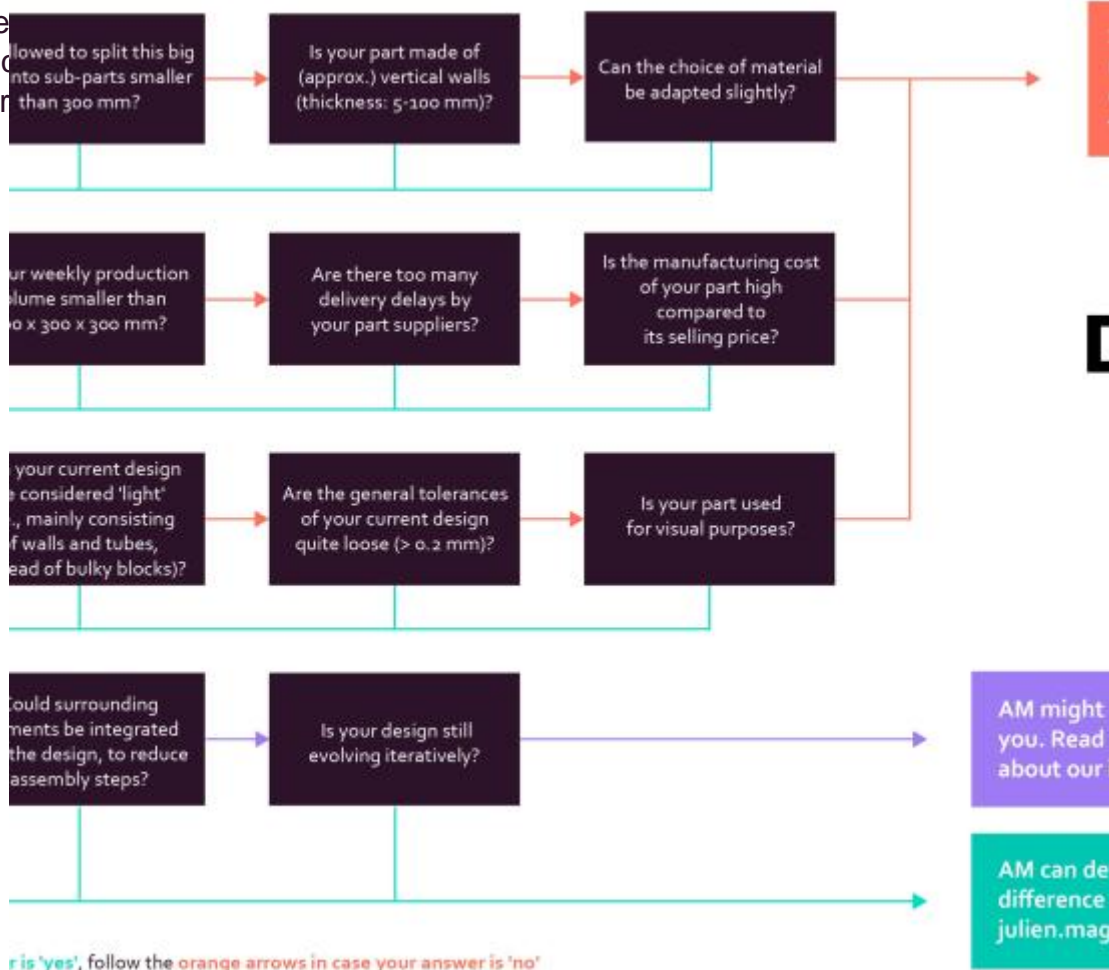 lowed to split this big
nto sub-parts smaller
than 300 mm?
Is your part made of
(approx.) vertical walls
(thickness: 5-100 mm)?
Can the choice of material
be adapted slightly?
ur weekly production
lume smaller than
00 x 300 x 300 mm?
Are there too many
delivery delays by
your part suppliers?
Is the manufacturing cost
of your part high
compared to
its selling price?
your current design
considered 'light'
., mainly consisting
f walls and tubes,
ead of bulky blocks)?
Are the general tolerances
of your current design
quite loose (> 0.2 mm)?
Is your part used
for visual purposes?
ould surrounding
ments be integrated
the design, to reduce
assembly steps?
Is your design still
evolving iteratively?
AM might
you. Read
about our
AM can de
difference
julien.mag
r is 'yes', follow the orange arrows in case your answer is 'no'